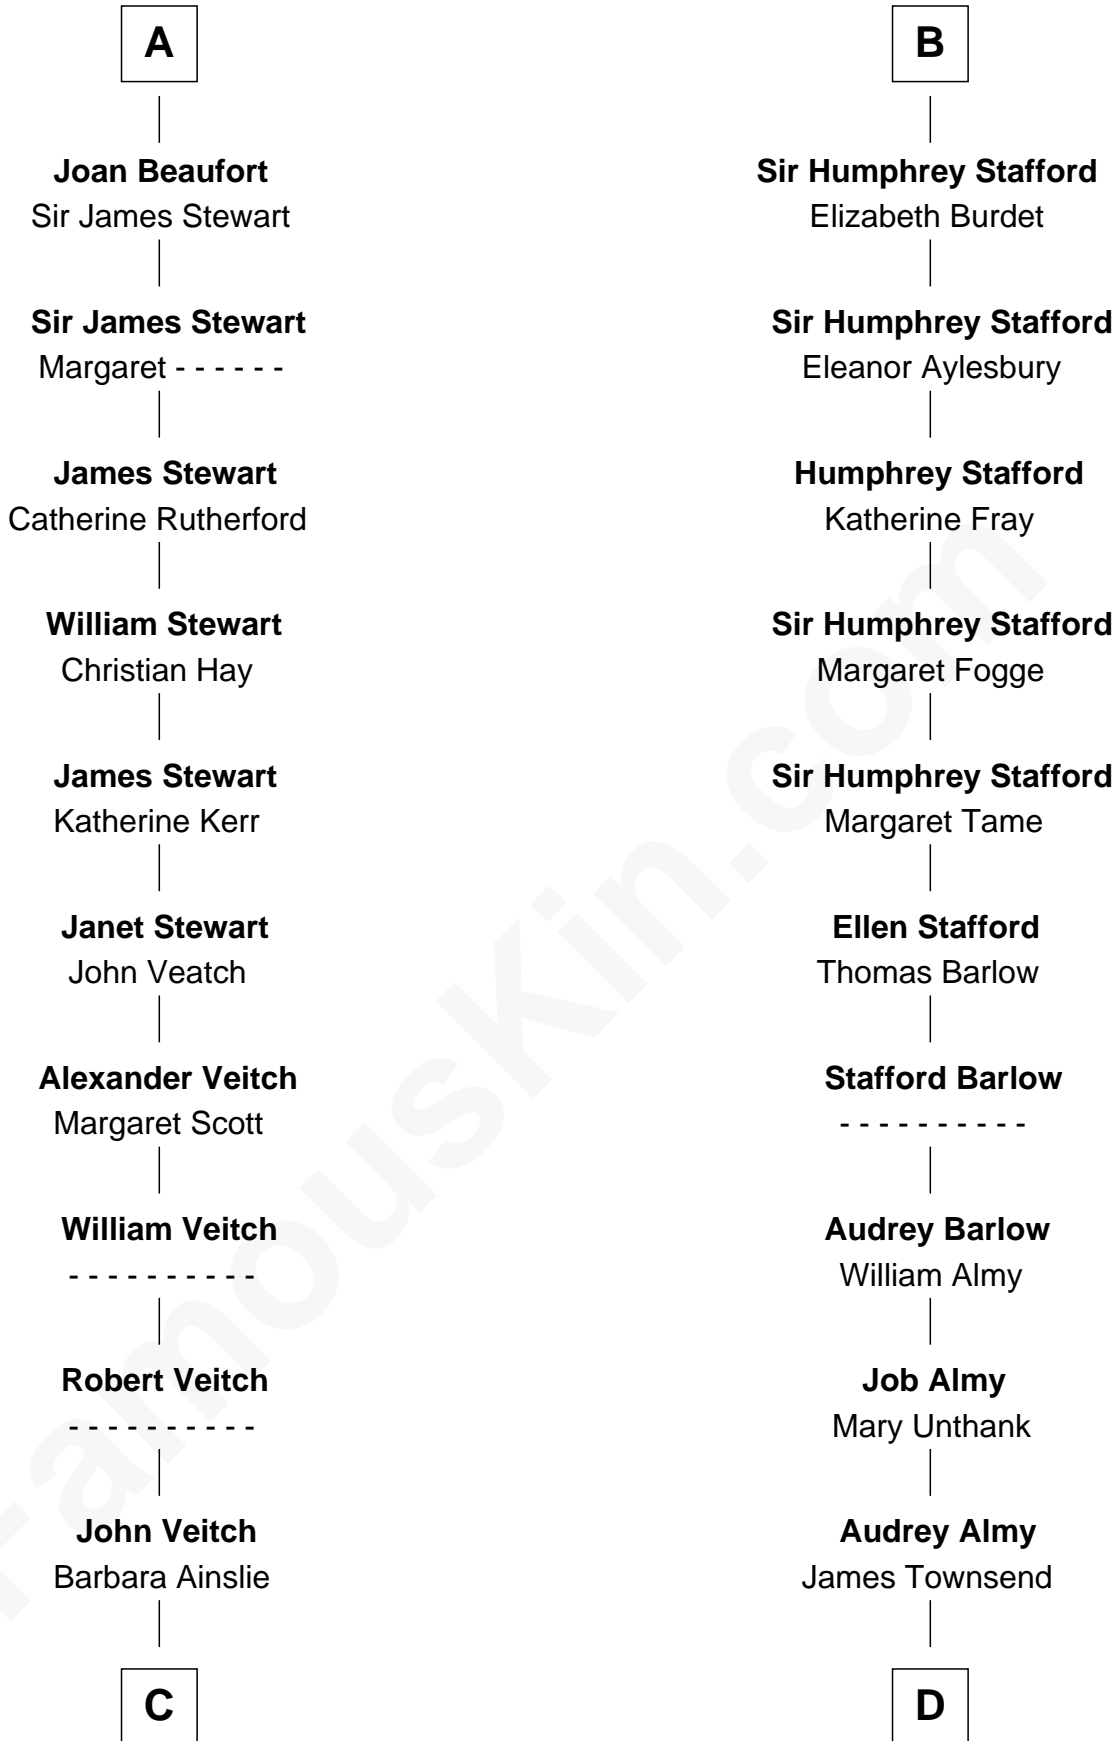 A
Joan Beaufort
Sir James Stewart
Sir James Stewart
Margaret - - - - - -
James Stewart
Catherine Rutherford
William Stewart
Christian Hay
James Stewart
Katherine Kerr
Janet Stewart
John Veatch
Alexander Veitch
Margaret Scott
William Veitch
- - - - - - - - - -
Robert Veitch
- - - - - - - - - -
John Veitch
Barbara Ainslie
C
B
Sir Humphrey Stafford
Elizabeth Burdet
Sir Humphrey Stafford
Eleanor Aylesbury
Humphrey Stafford
Katherine Fray
Sir Humphrey Stafford
Margaret Fogge
Sir Humphrey Stafford
Margaret Tame
Ellen Stafford
Thomas Barlow
Stafford Barlow
- - - - - - - - - -
Audrey Barlow
William Almy
Job Almy
Mary Unthank
Audrey Almy
James Townsend
D
FamousKin.com